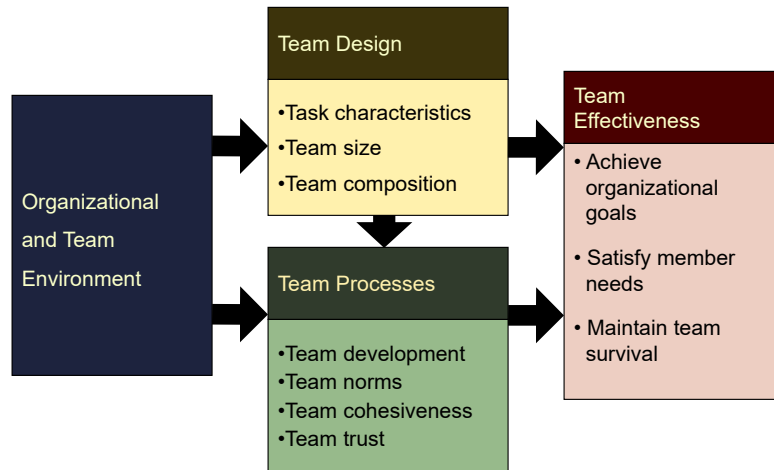 Organizational
and Team
Environment
Team Design
•Task characteristics
•Team size
•Team composition
Team Processes
•Team development
•Team norms
•Team cohesiveness
•Team trust
Team
Effectiveness
• Achieve
organizational
goals
• Satisfy member
needs
• Maintain team
survival